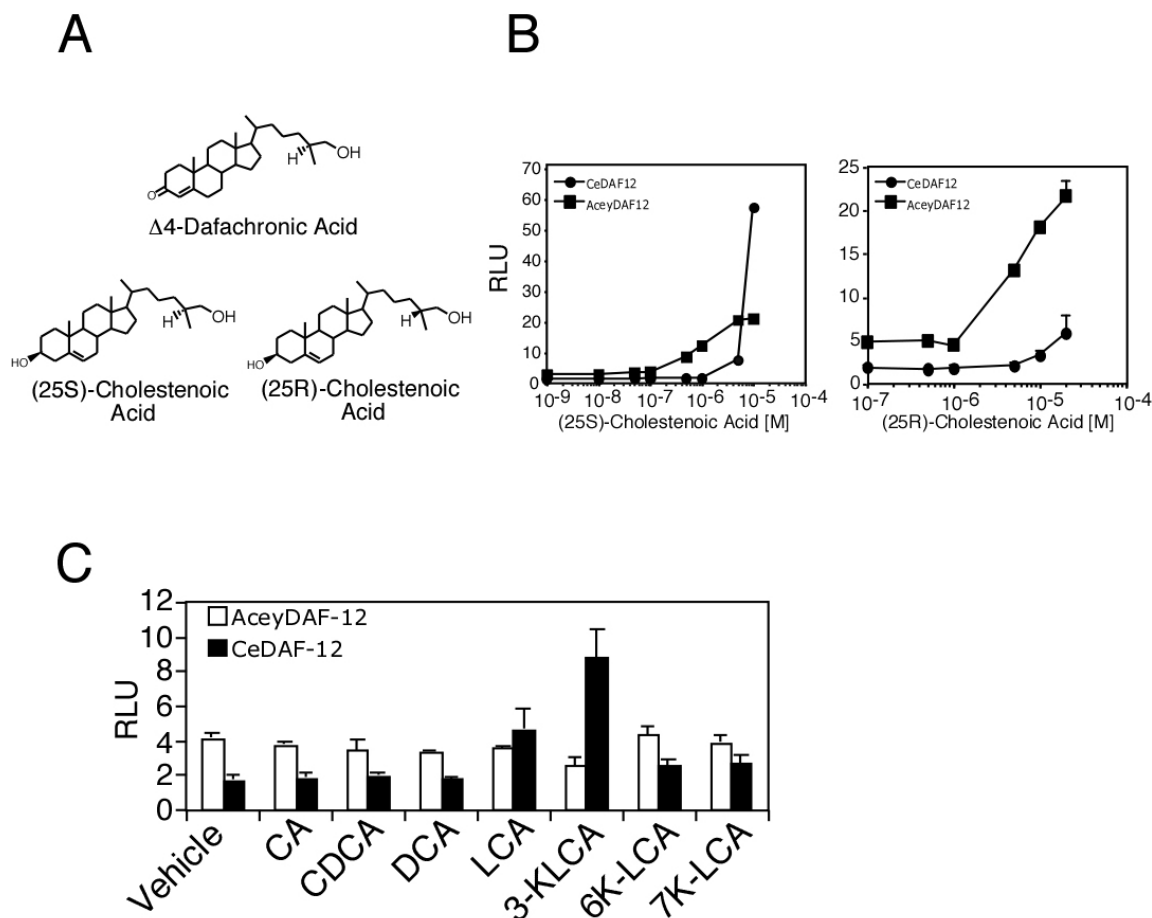 A
B
H
OH
O
Δ4-Dafachronic Acid
H
OH
HO
(25S)-Cholestenoic
Acid
H
OH
HO
(25R)-Cholestenoic
Acid
RLU
70
60
50
40
30
20
10
0
CeDAF12
AceyDAF12
10-9 10-8 10-7 10-6 10-5 10-4
(25S)-Cholestenoic Acid [M]
25
20
15
10
5
0
CeDAF12
AceyDAF12
10-7 10-6 10-5 10-4
(25R)-Cholestenoic Acid [M]
C
RLU
12
10
8
6
4
2
0
AceyDAF-12
CeDAF-12
Vehicle
CA
CDCA
DCA
LCA
3-KLCA
6K-LCA
7K-LCA